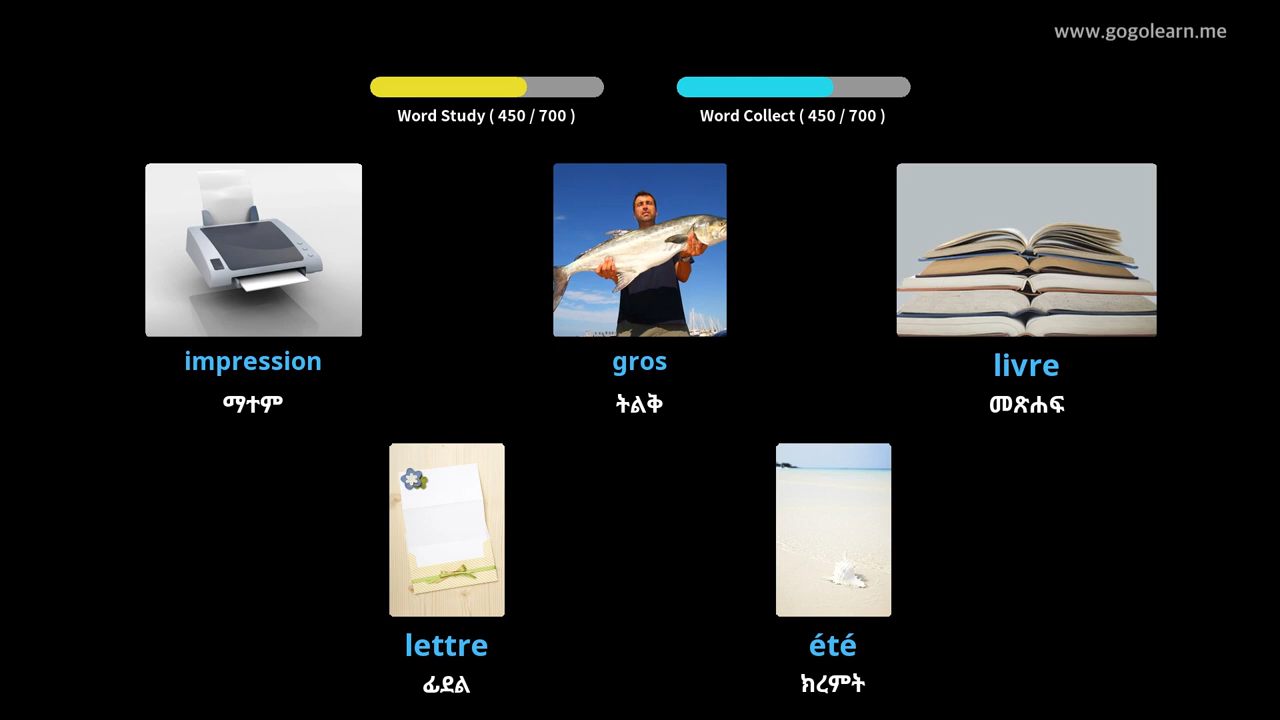 www.gogolearn.me
Word Study ( 450 / 700 )
Word Collect ( 450 / 700 )
impression
ማተም
gros
ትልቅ
livre
መጽሐፍ
lettre
ፊደል
été
ክረምት